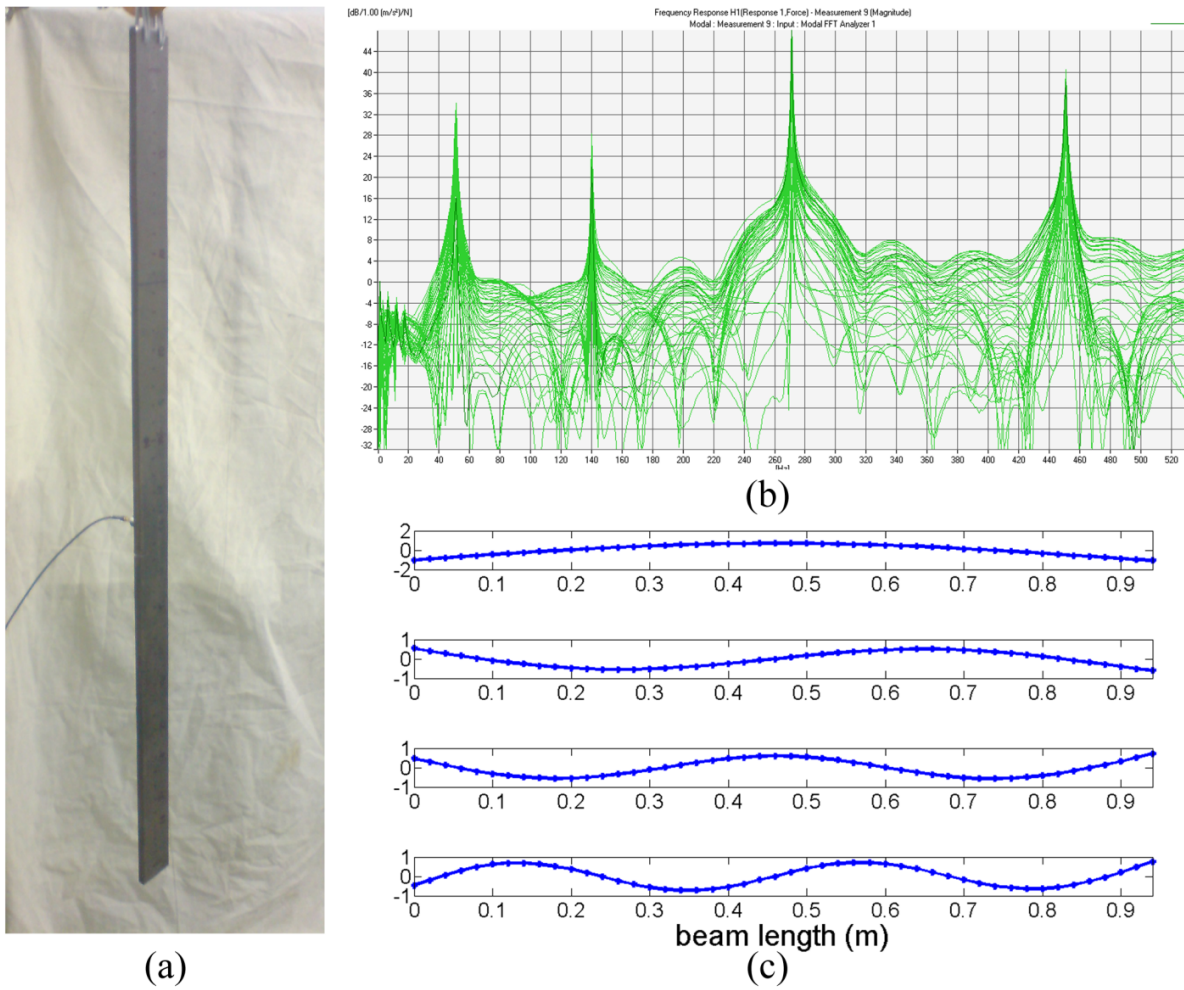 [dB/1.00 (m/s²)/N]
Frequency Response H1(Response 1,Force) - Measurement 9 (Magnitude)
Modal : Measurement 9 : Input : Modal FFT Analyzer 1
44
40
36
32
28
24
20
16
12
8
4
0
-4
-8
-12
-16
-20
-24
-28
-32
0 20 40 60 80 100 120 140 160 180 200 220 240 260 280 300 320 340 360 380 400 420 440 460 480 500 520
[Hz]
(b)
2
0
-2
0 0.1 0.2 0.3 0.4 0.5 0.6 0.7 0.8 0.9
1
0
-1
0 0.1 0.2 0.3 0.4 0.5 0.6 0.7 0.8 0.9
1
0
-1
0 0.1 0.2 0.3 0.4 0.5 0.6 0.7 0.8 0.9
1
0
-1
0 0.1 0.2 0.3 0.4 0.5 0.6 0.7 0.8 0.9
beam length (m)
(a)
(c)